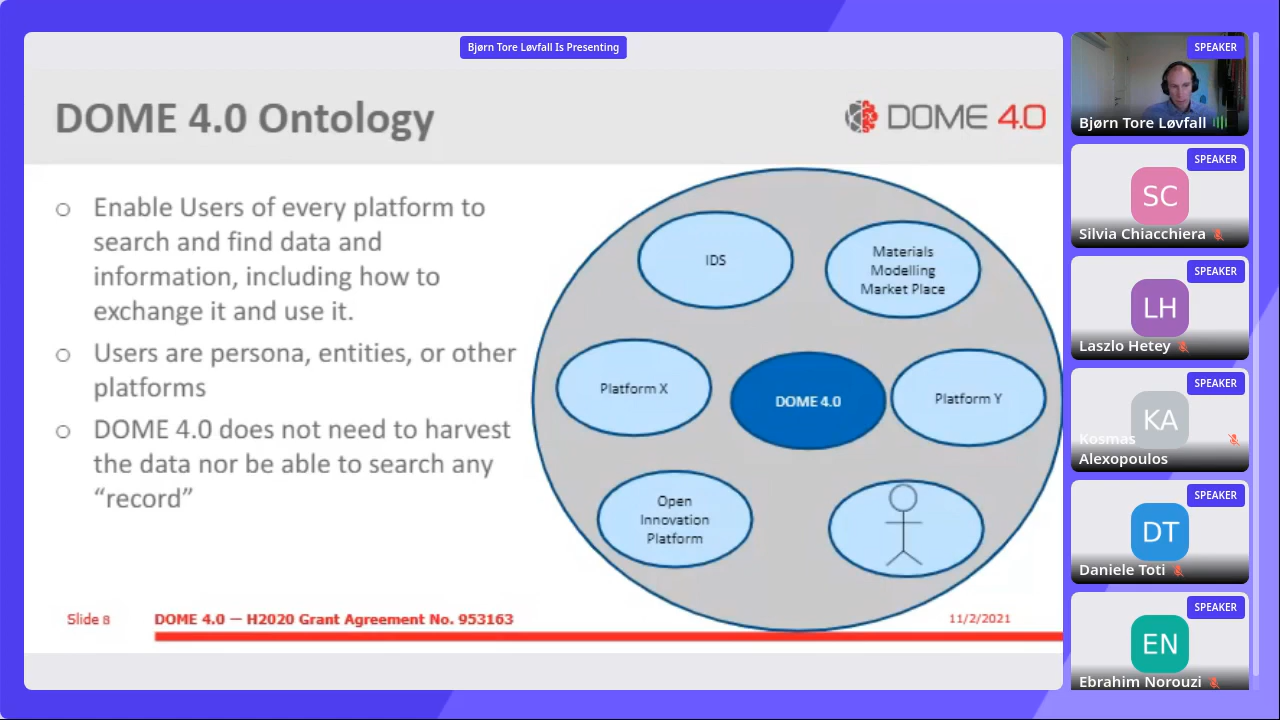 Bjørn Tore Løvfall Is Presenting
DOME 4.0 Ontology
DOME 4.0
Enable Users of every platform to
search and find data and
information, including how to
exchange it and use it.
Users are persona, entities, or other
platforms
DOME 4.0 does not need to harvest
the data nor be able to search any
“record”
IDS
Materials
Modelling
Market Place
Platform X
DOME 4.0
Platform Y
Open
Innovation
Platform
Slide 8
DOME 4.0 — H2020 Grant Agreement No. 953163
11/2/2021
SPEAKER
Bjørn Tore Løvfall
SPEAKER
SC
Silvia Chiacchiera
SPEAKER
LH
Laszlo Hetey
SPEAKER
KA
Kosmas
Alexopoulos
SPEAKER
DT
Daniele Toti
SPEAKER
EN
Ebrahim Norouzi